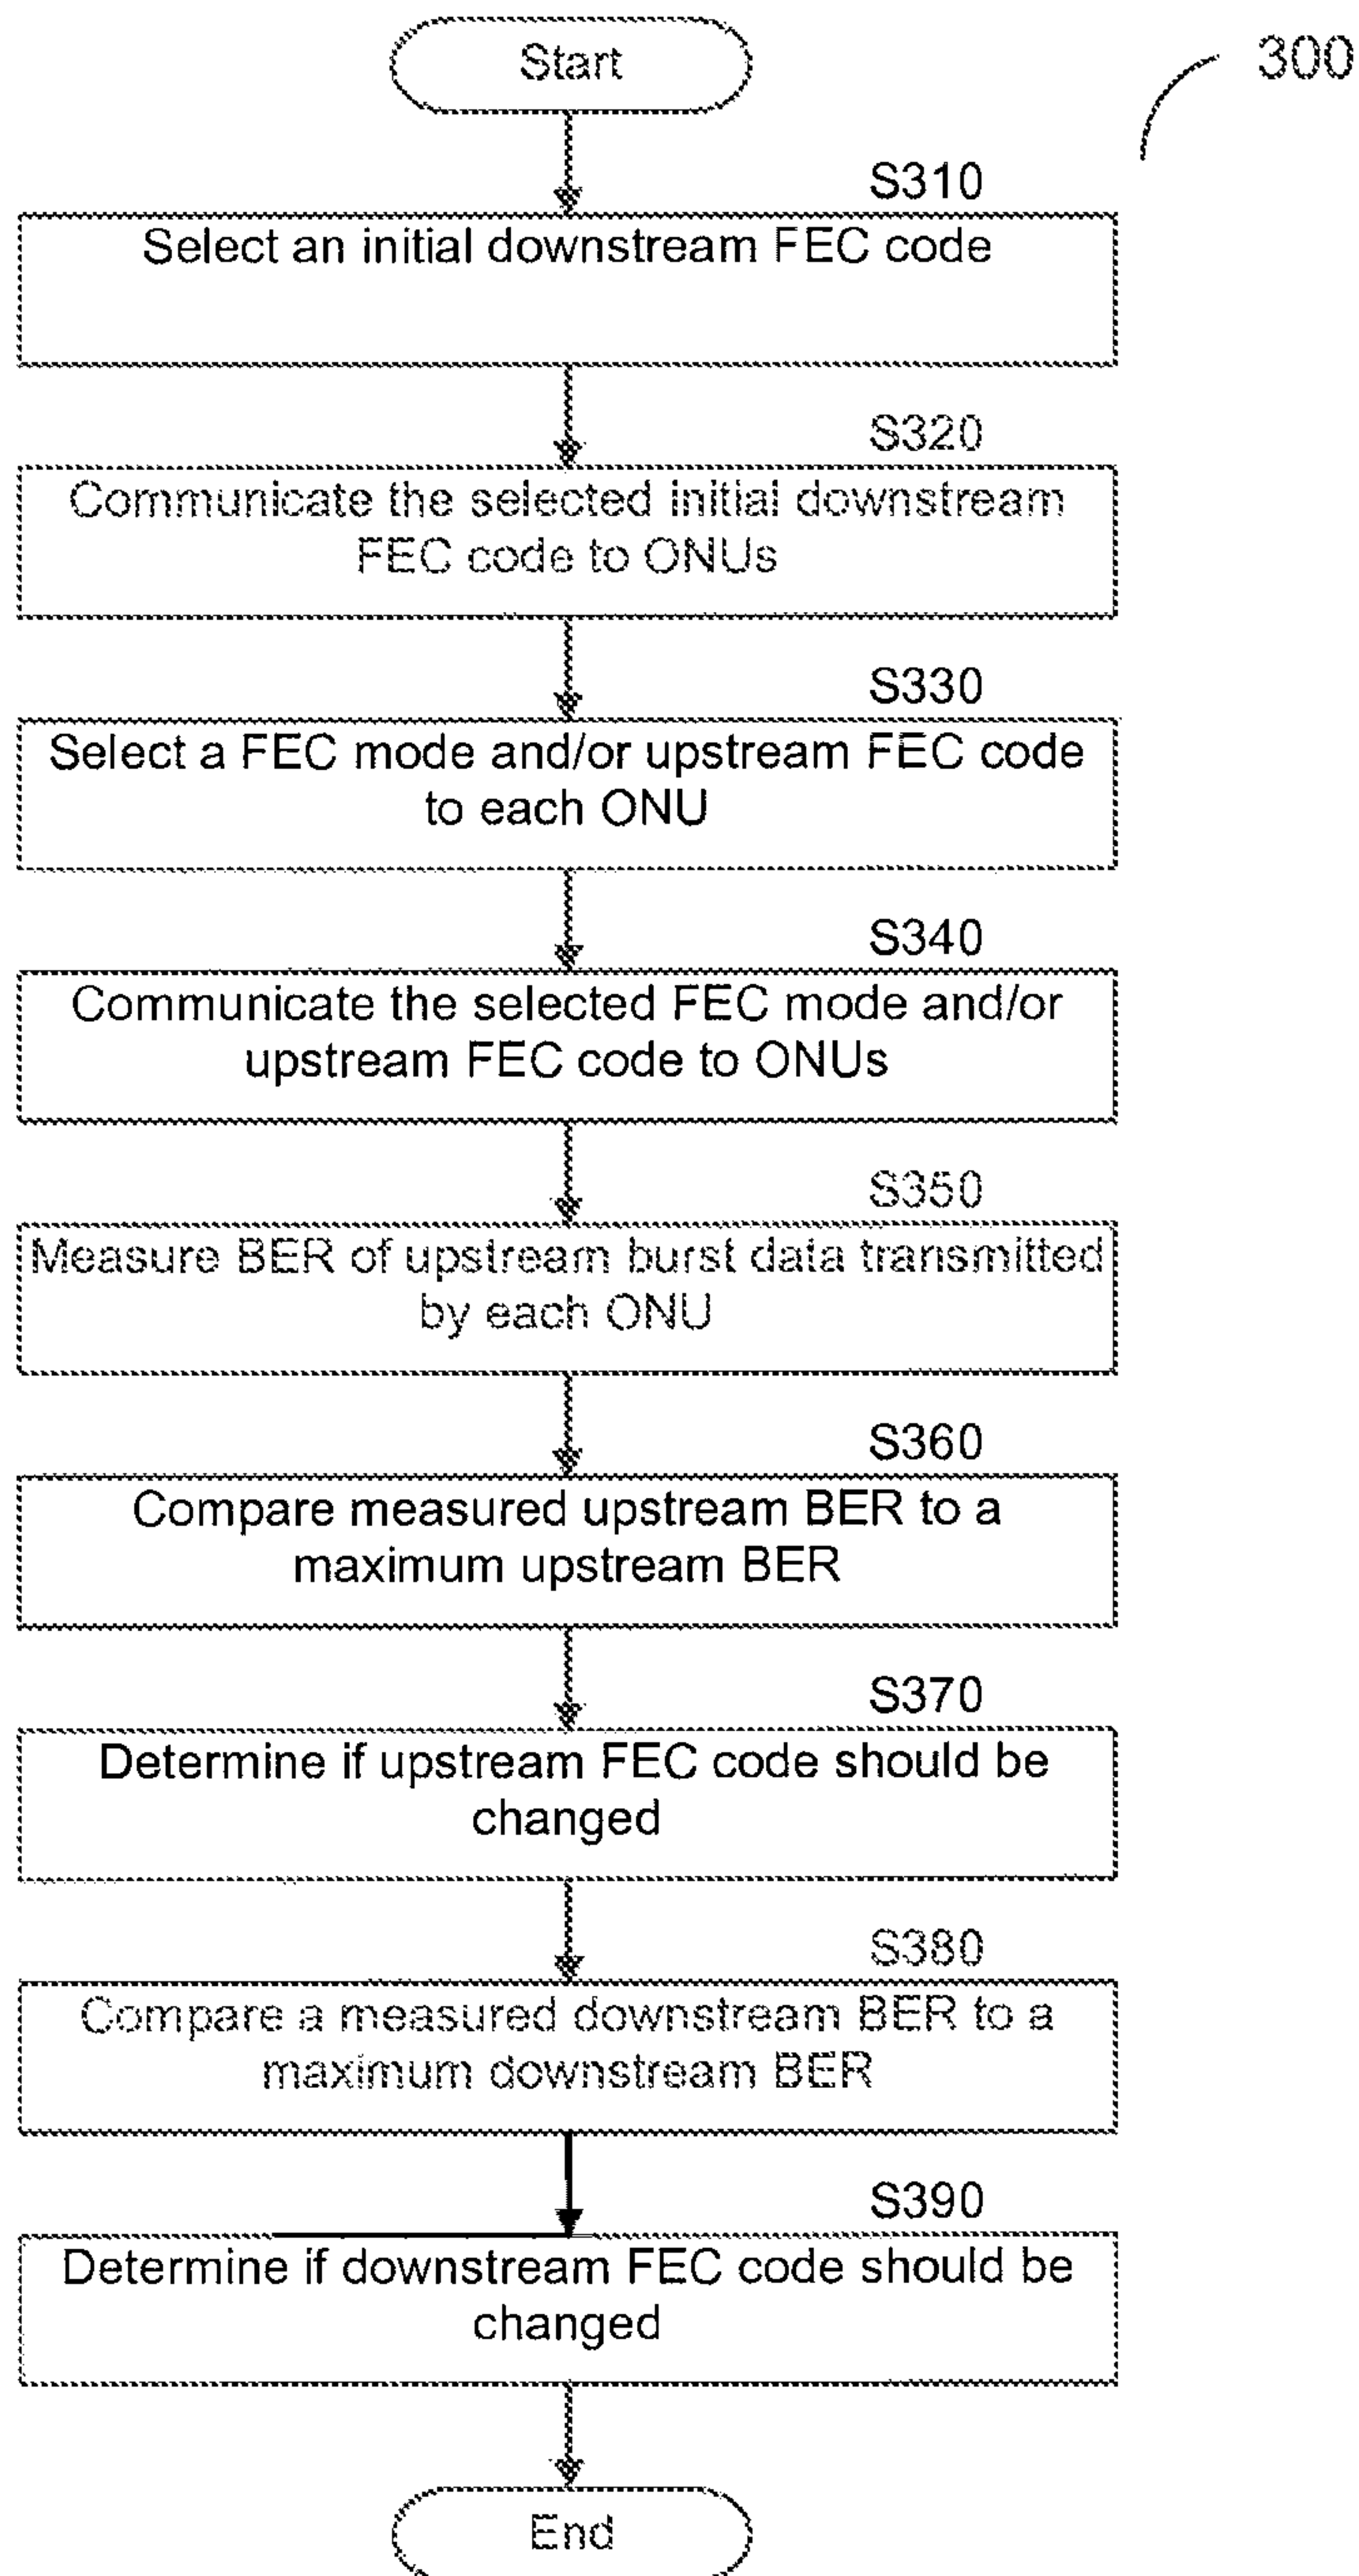 Start
300
S310
Select an initial downstream FEC code
S320
Communicate the selected initial downstream
FEC code to ONUs
S330
Select a FEC mode and/or upstream FEC code
to each ONU
S340
Communicate the selected FEC mode and/or
upstream FEC code to ONUs
S350
Measure BER of upstream burst data transmitted
by each ONU
S360
Compare measured upstream BER to a
maximum upstream BER
S370
Determine if upstream FEC code should be
changed
S380
Compare a measured downstream BER to a
maximum downstream BER
S390
Determine if downstream FEC code should be
changed
End